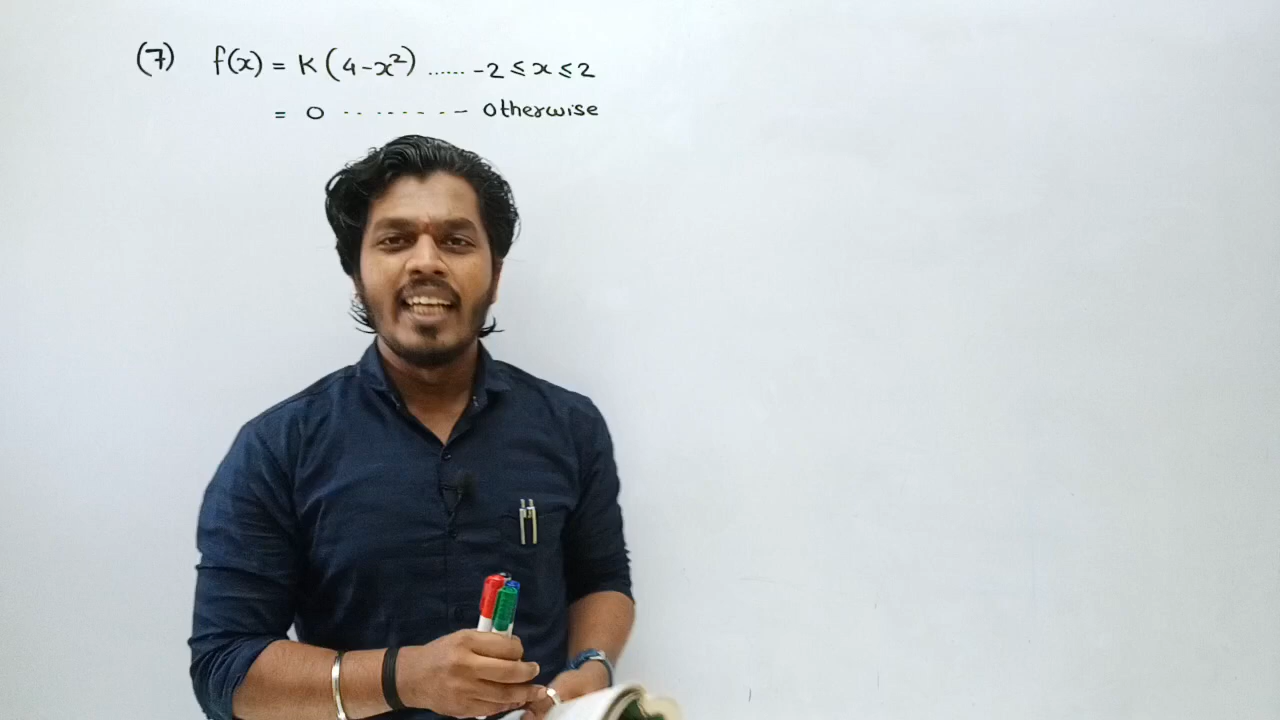 (7) f(x) = K (4-x²) ...... -2 ≤ x ≤ 2
= 0 - - - - - - - - Otherwise